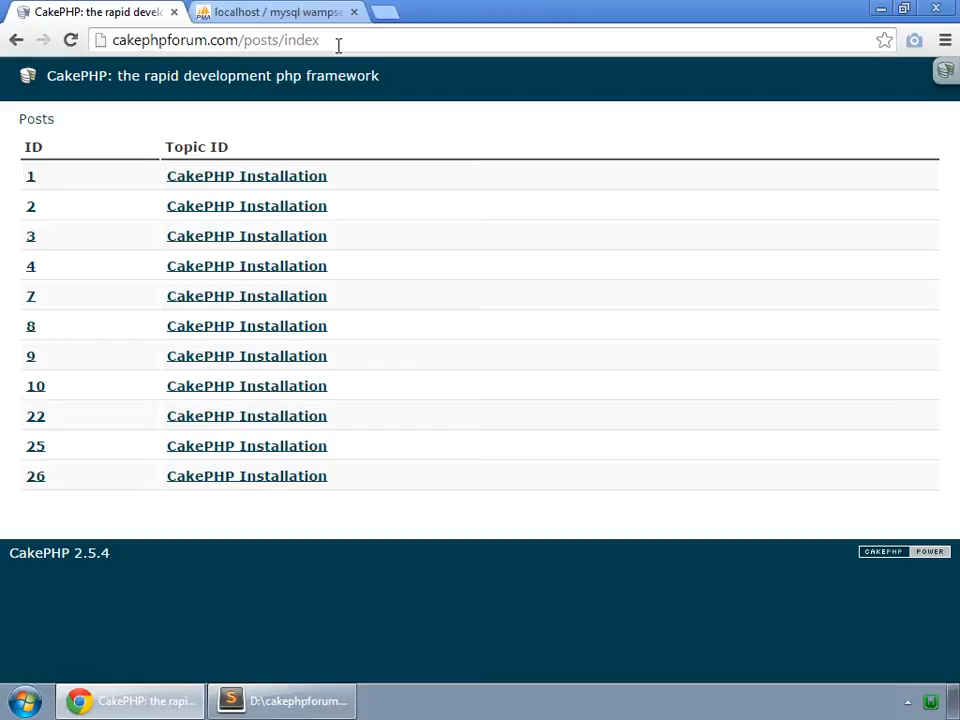 CakePHP: the rapid devel
localhost / mysql wampse
cakephpforum.com/posts/index
CakePHP: the rapid development php framework
Posts
ID Topic ID
1 CakePHP Installation
2 CakePHP Installation
3 CakePHP Installation
4 CakePHP Installation
7 CakePHP Installation
8 CakePHP Installation
9 CakePHP Installation
10 CakePHP Installation
22 CakePHP Installation
25 CakePHP Installation
26 CakePHP Installation
CakePHP 2.5.4
CAKEPHP POWER
CakePHP: the rapi...
D:\cakephpforum...